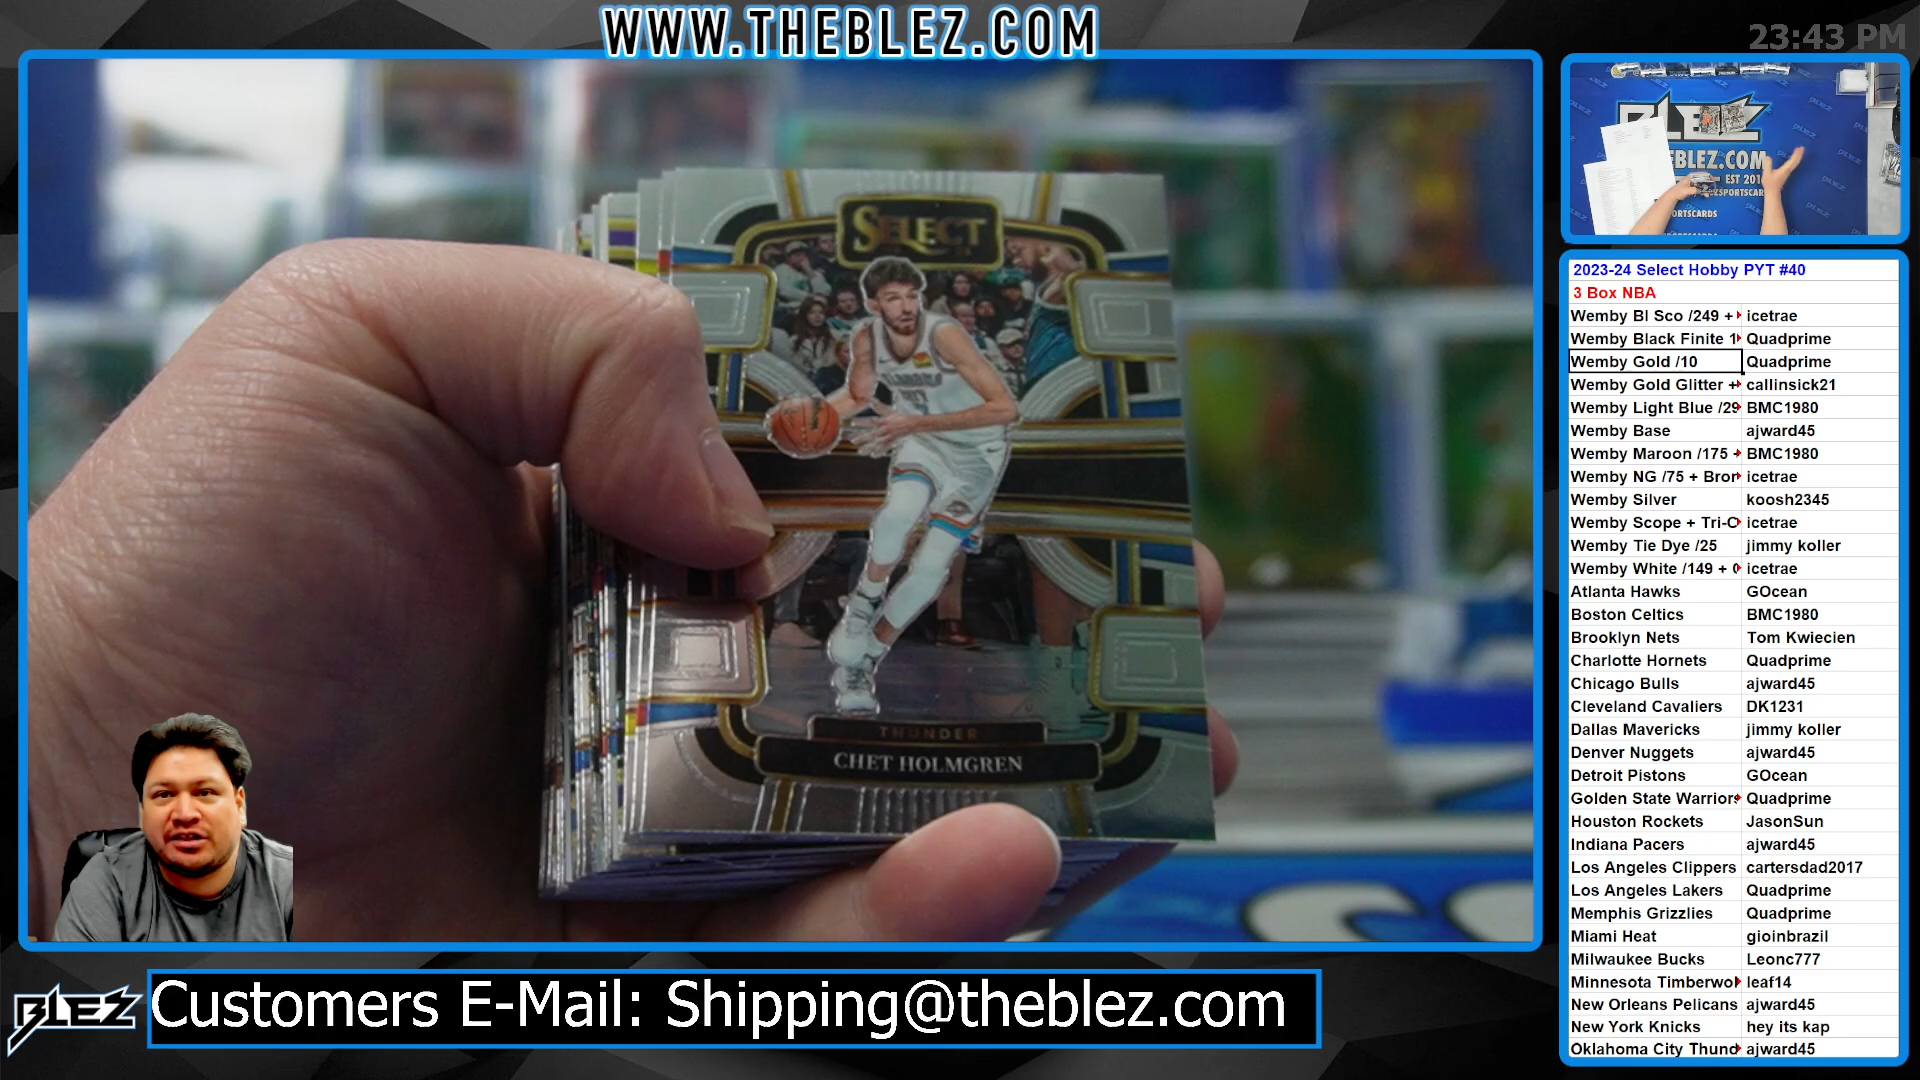 WWW.THEBLEZ.COM
23:43 PM
SELECT
THUNDER
CHET HOLMGREN
BLEZ
THEBLEZ.COM
EST 201
SPORTSCARDS
2023-24 Select Hobby PYT #40
3 Box NBA
Wemby Bl Sco /249 + icetrae
Wemby Black Finite 1 Quadprime
Wemby Gold /10 Quadprime
Wemby Gold Glitter + callinsick21
Wemby Light Blue /29 BMC1980
Wemby Base ajward45
Wemby Maroon /175 + BMC1980
Wemby NG /75 + Bron icetrae
Wemby Silver koosh2345
Wemby Scope + Tri-C icetrae
Wemby Tie Dye /25 jimmy koller
Wemby White /149 + icetrae
Atlanta Hawks GOcean
Boston Celtics BMC1980
Brooklyn Nets Tom Kwiecien
Charlotte Hornets Quadprime
Chicago Bulls ajward45
Cleveland Cavaliers DK1231
Dallas Mavericks jimmy koller
Denver Nuggets ajward45
Detroit Pistons GOcean
Golden State Warriors Quadprime
Houston Rockets JasonSun
Indiana Pacers ajward45
Los Angeles Clippers cartersdad2017
Los Angeles Lakers Quadprime
Memphis Grizzlies Quadprime
Miami Heat gioinbrazil
Milwaukee Bucks Leonc777
Minnesota Timberwol leaf14
New Orleans Pelicans ajward45
New York Knicks hey its kap
Oklahoma City Thund ajward45
BLEZ
Customers E-Mail: Shipping@theblez.com